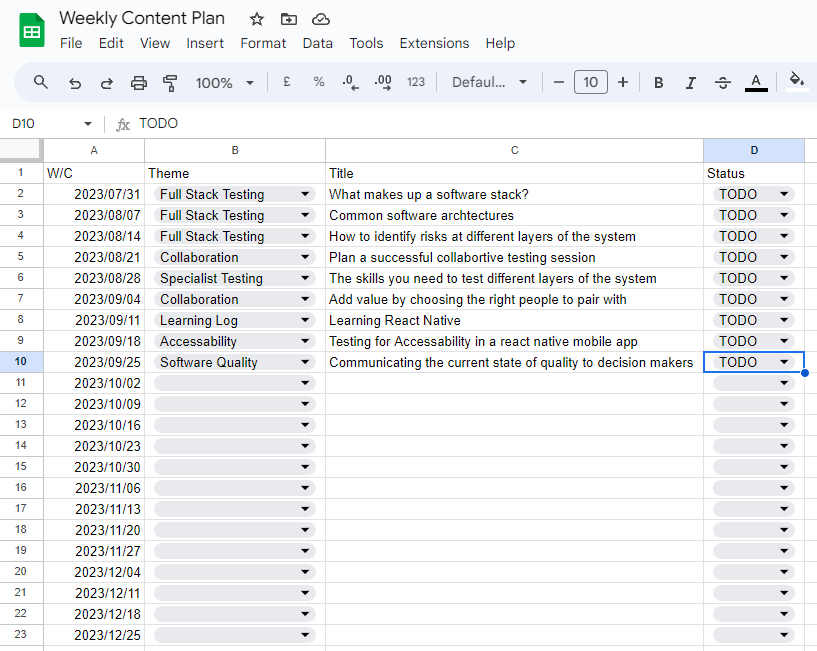 Weekly Content Plan
File Edit View Insert Format Data Tools Extensions Help
100% £ % .0 .00 123 Defaul... − 10 + B I S A
D10 fx TODO
A B C D
1 W/C Theme Title Status
2 2023/07/31 Full Stack Testing What makes up a software stack? TODO
3 2023/08/07 Full Stack Testing Common software archtectures TODO
4 2023/08/14 Full Stack Testing How to identify risks at different layers of the system TODO
5 2023/08/21 Collaboration Plan a successful collabortive testing session TODO
6 2023/08/28 Specialist Testing The skills you need to test different layers of the system TODO
7 2023/09/04 Collaboration Add value by choosing the right people to pair with TODO
8 2023/09/11 Learning Log Learning React Native TODO
9 2023/09/18 Accessability Testing for Accessability in a react native mobile app TODO
10 2023/09/25 Software Quality Communicating the current state of quality to decision makers TODO
11 2023/10/02
12 2023/10/09
13 2023/10/16
14 2023/10/23
15 2023/10/30
16 2023/11/06
17 2023/11/13
18 2023/11/20
19 2023/11/27
20 2023/12/04
21 2023/12/11
22 2023/12/18
23 2023/12/25